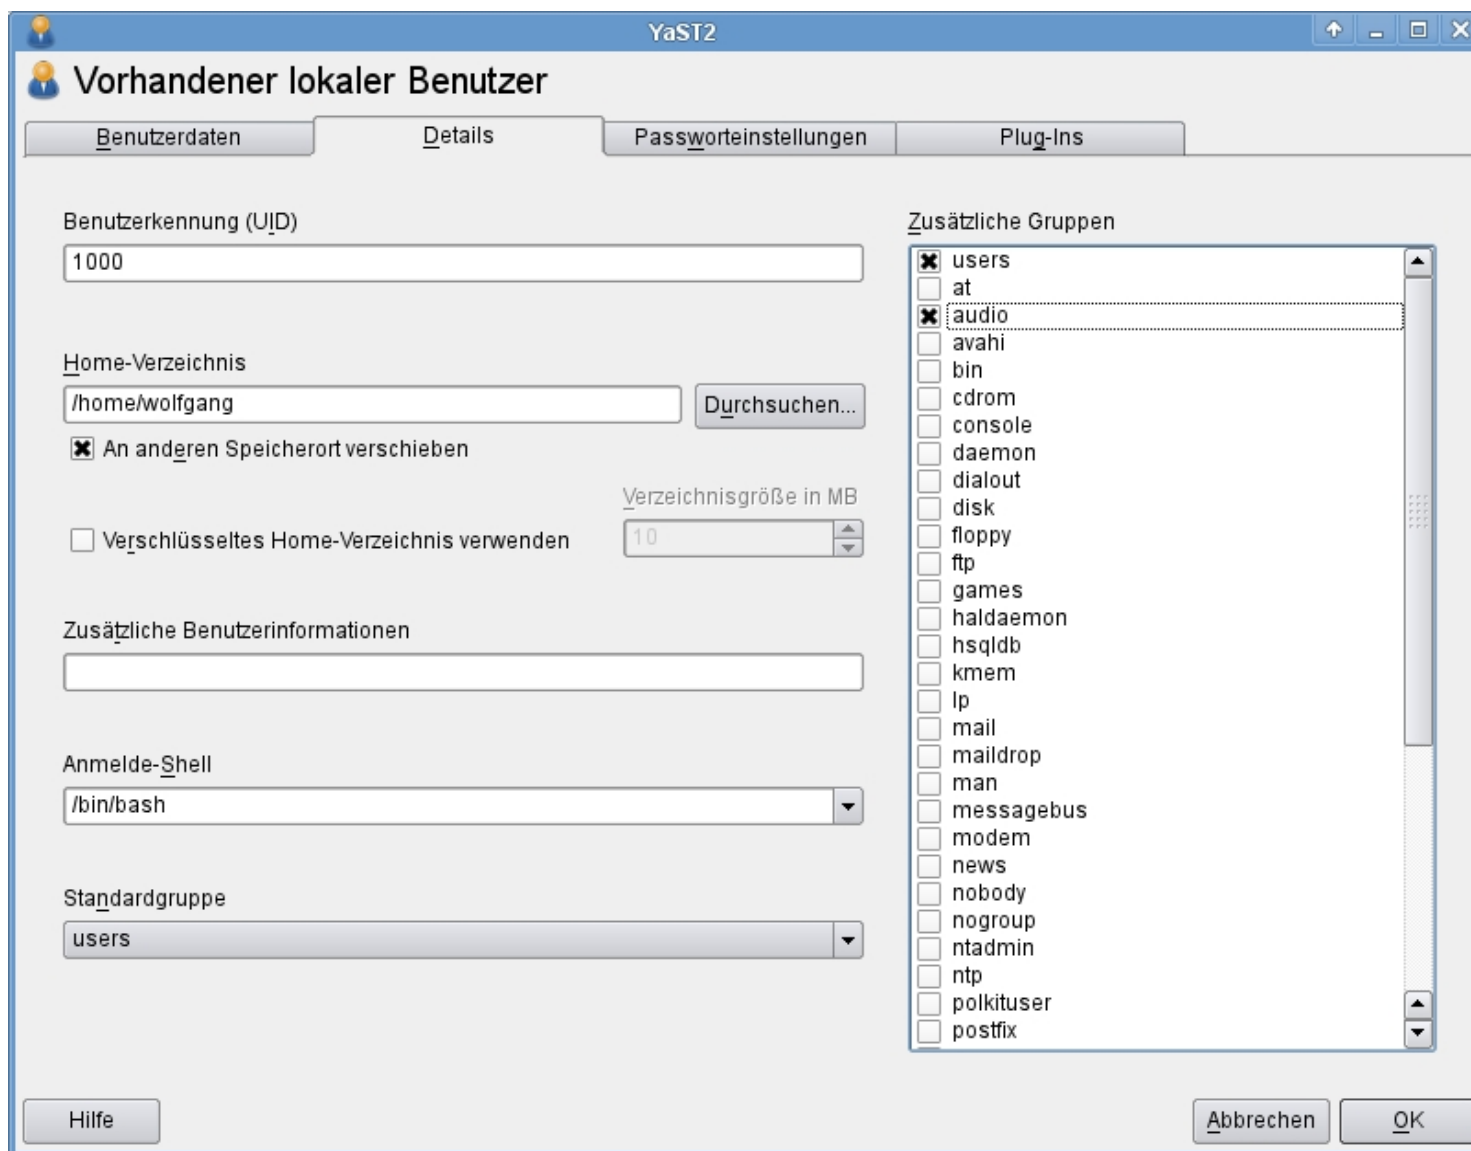 YaST2
Vorhandener lokaler Benutzer
Benutzerdaten
Details
Passworteinstellungen
Plug-Ins
Benutzerkennung (UID)
1000
Home-Verzeichnis
/home/wolfgang
Durchsuchen...
An anderen Speicherort verschieben
Verzeichnisgröße in MB
Verschlüsseltes Home-Verzeichnis verwenden
10
Zusätzliche Benutzerinformationen
Anmelde-Shell
/bin/bash
Standardgruppe
users
Zusätzliche Gruppen
users
at
audio
avahi
bin
cdrom
console
daemon
dialout
disk
floppy
ftp
games
haldaemon
hsqldb
kmem
lp
mail
maildrop
man
messagebus
modem
news
nobody
nogroup
ntadmin
ntp
polkituser
postfix
Hilfe
Abbrechen
OK